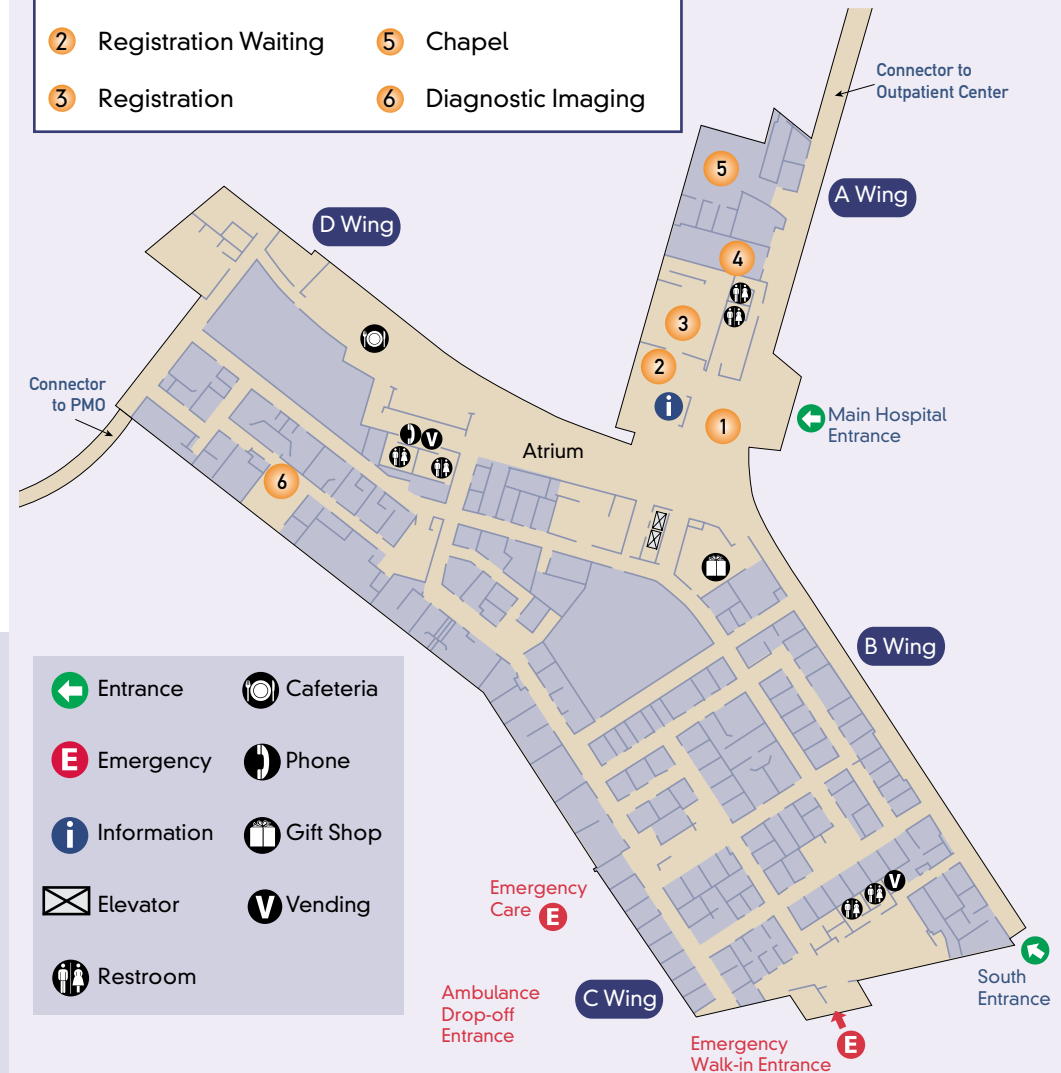 2 Registration Waiting
5 Chapel
3 Registration
6 Diagnostic Imaging
Connector to
Outpatient Center
5
A Wing
D Wing
4
3
2
i
1
Main Hospital
Entrance
Connector
to PMO
V
Atrium
6
B Wing
Entrance
Cafeteria
E Emergency
Phone
i Information
Gift Shop
Elevator
V Vending
Restroom
V
Emergency
Care E
South
Entrance
Ambulance
Drop-off
Entrance
C Wing
Emergency
Walk-in Entrance
E